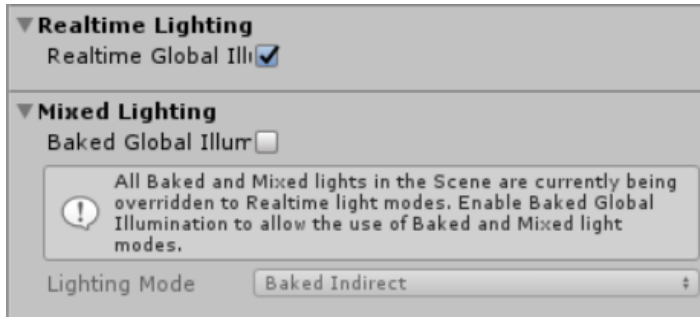 Realtime Lighting
Realtime Global Illu
Mixed Lighting
Baked Global Illum
All Baked and Mixed lights in the Scene are currently being
overridden to Realtime light modes. Enable Baked Global
Illumination to allow the use of Baked and Mixed light
modes.
Lighting Mode Baked Indirect